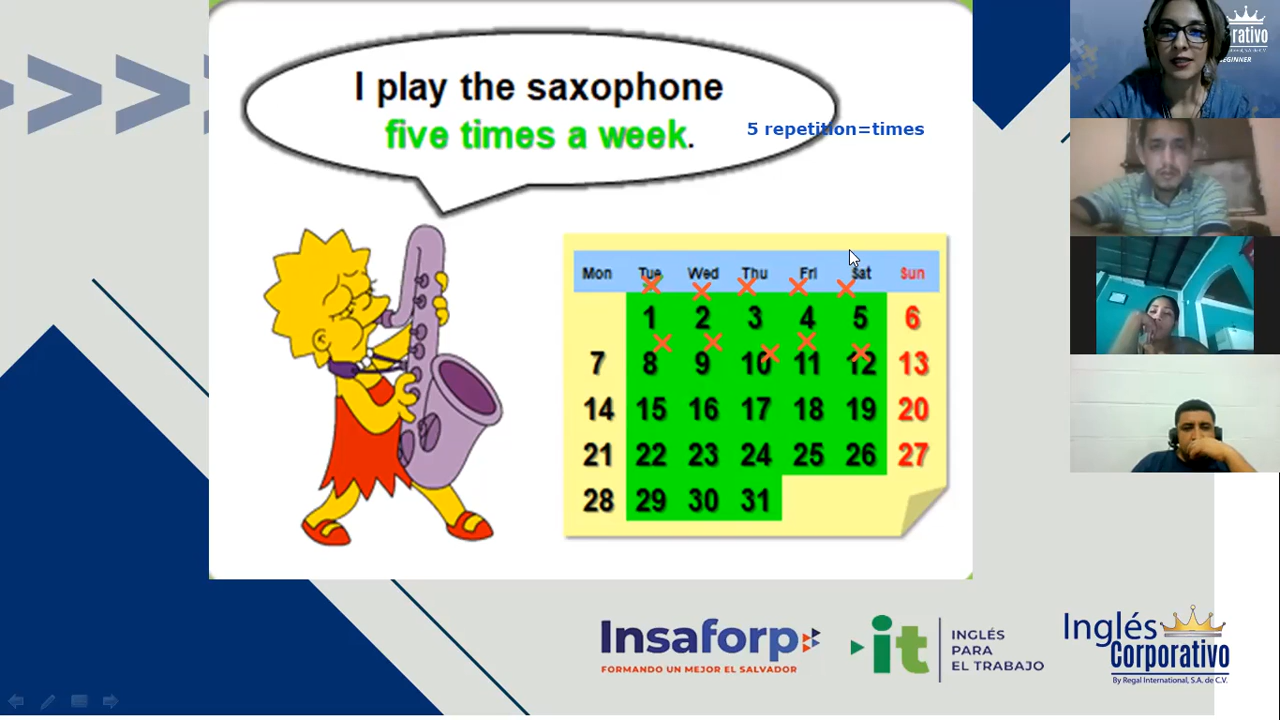 I play the saxophone
five times a week.
5 repetition=times
Mon Tue Wed Thu Fri Sat Sun
1 2 3 4 5 6
7 8 9 10 11 12 13
14 15 16 17 18 19 20
21 22 23 24 25 26 27
28 29 30 31
Insaforp
FORMANDO UN MEJOR EL SALVADOR
it
INGLÉS
PARA
EL TRABAJO
Inglés
Corporativo
By Regal International, S.A. de C.V.